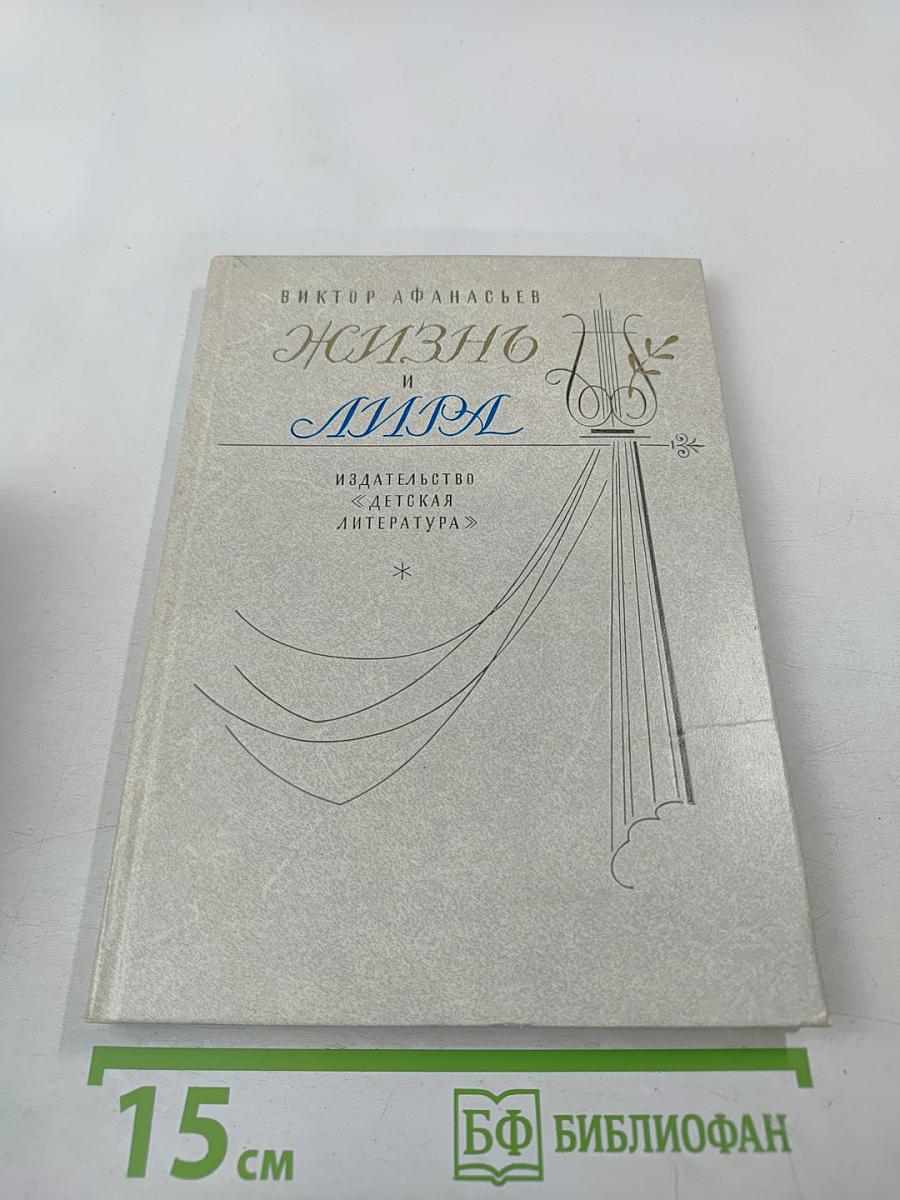 ВИКТОР АФАНАСЬЕВ
ЖИЗНЬ
И
ЛИРА
ИЗДАТЕЛЬСТВО
«ДЕТСКАЯ
ЛИТЕРАТУРА»
15 см
БФ БИБЛИОФАН